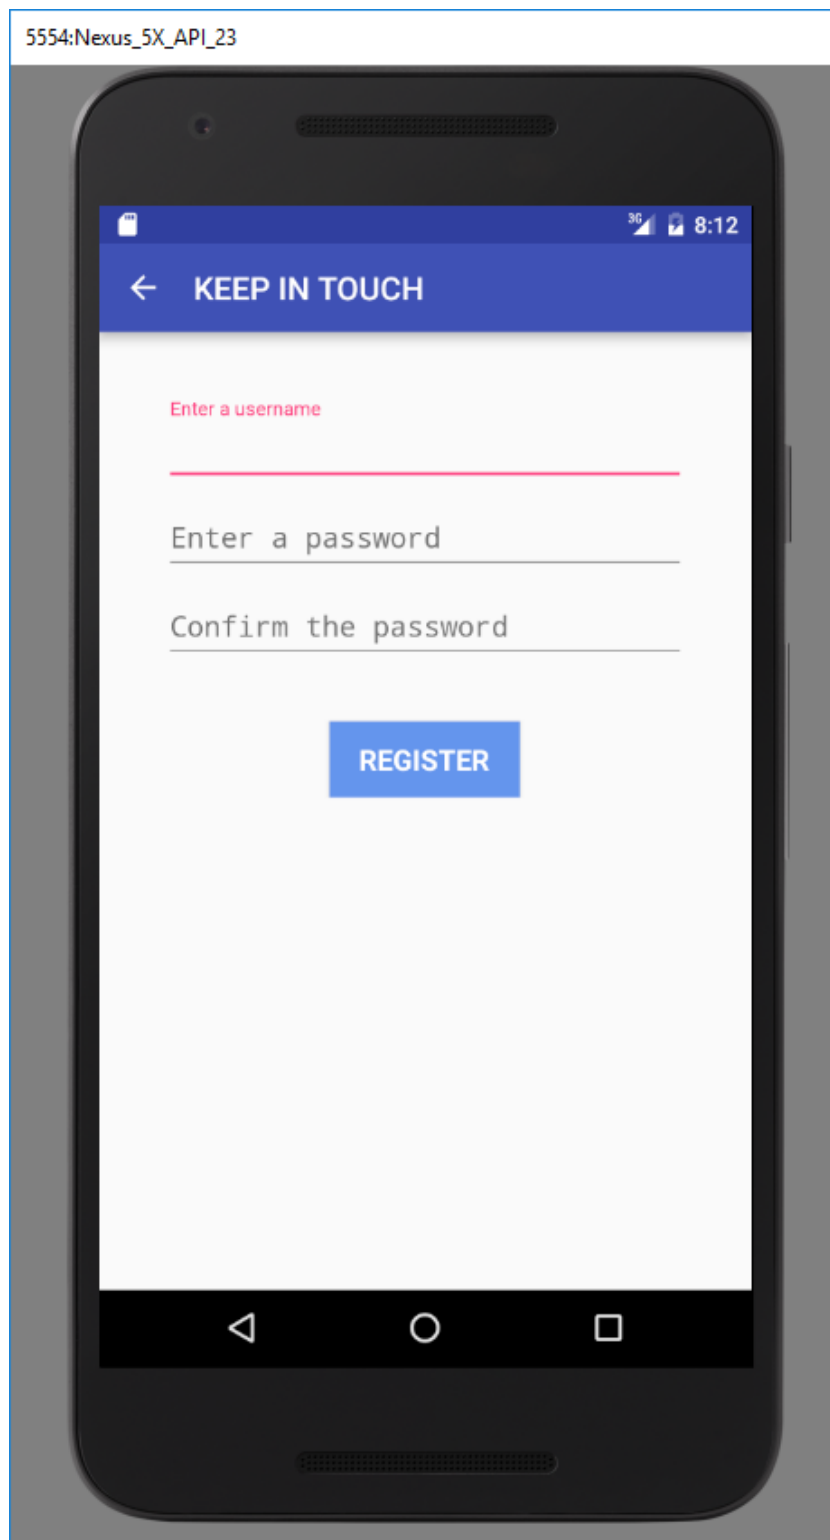 5554:Nexus_5X_API_23
3G 8:12
KEEP IN TOUCH
Enter a username
Enter a password
Confirm the password
REGISTER